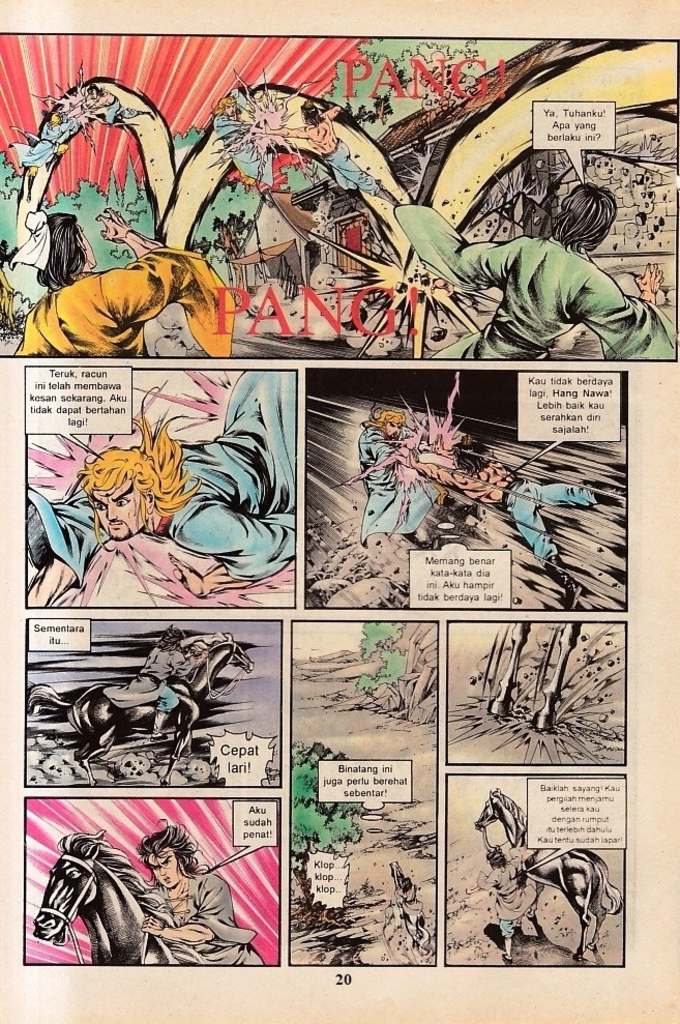 PANG!
Ya, Tuhanku!
Apa yang
berlaku ini?
PANG!
Teruk, racun
ini telah membawa
kesan sekarang. Aku
tidak dapat bertahan
lagi!
Kau tidak berdaya
lagi, Hang Nawa!
Lebih baik kau
serahkan diri
sajalah!
Memang benar
kata-kata dia
ini. Aku hampir
tidak berdaya lagi!
Sementara
itu...
Cepat
lari!
Aku
sudah
penat!
Binatang ini
juga perlu berehat
sebentar!
Klop...
klop...
klop..
Baiklah sayang! Kau
pergilah menjamu
selera kau
dengan rumput
itu terlebih dahulu
Kau tentu sudah lapar!
20